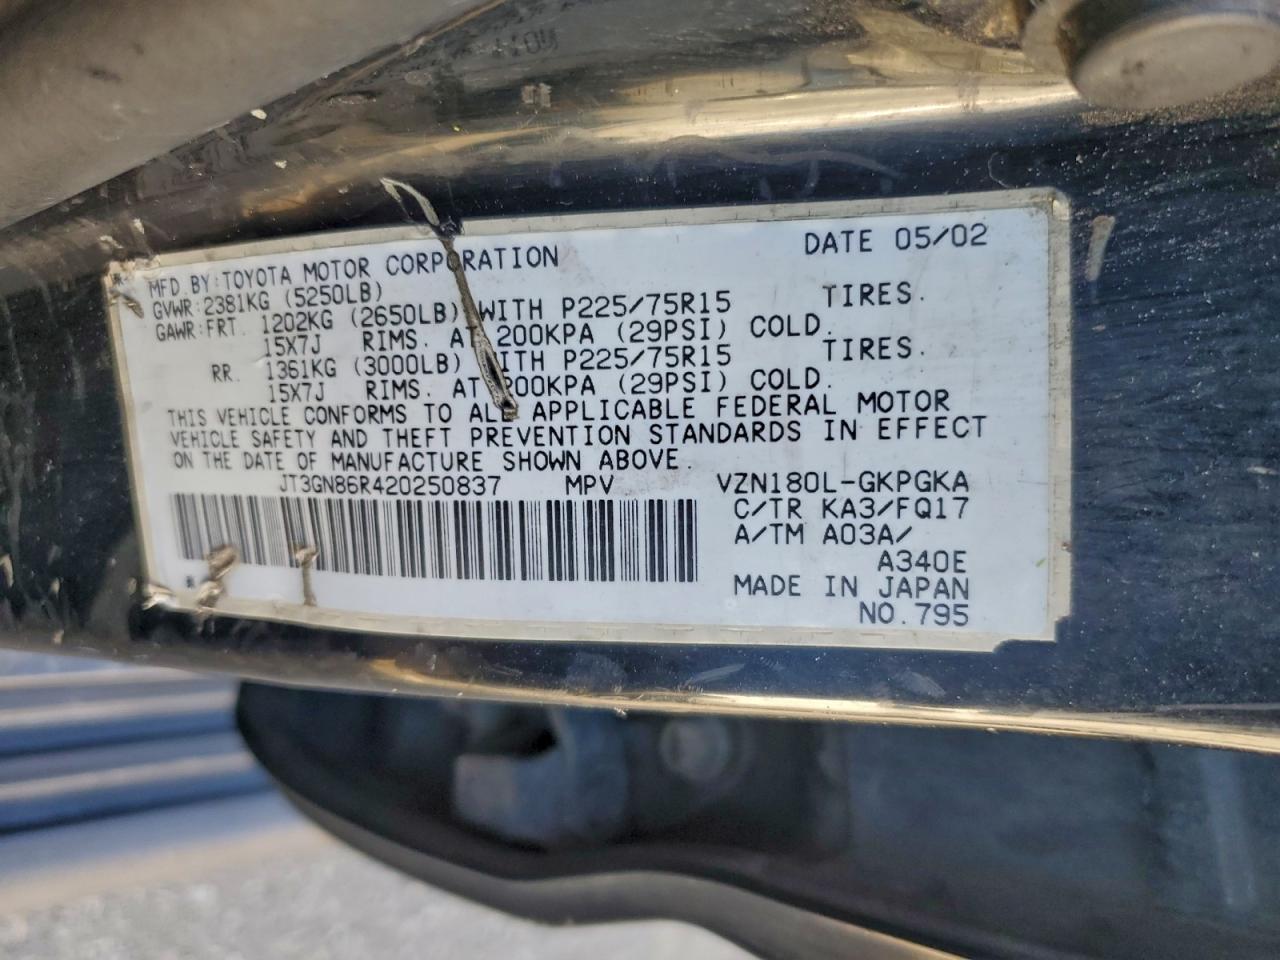 MFD.BY:TOYOTA MOTOR CORPORATION DATE 05/02
GVWR:2381KG (5250LB)
GAWR:FRT. 1202KG (2650LB) WITH P225/75R15 TIRES.
15X7J RIMS. AT 200KPA (29PSI) COLD.
RR. 1361KG (3000LB) WITH P225/75R15 TIRES.
15X7J RIMS. AT 200KPA (29PSI) COLD.
THIS VEHICLE CONFORMS TO ALL APPLICABLE FEDERAL MOTOR
VEHICLE SAFETY AND THEFT PREVENTION STANDARDS IN EFFECT
ON THE DATE OF MANUFACTURE SHOWN ABOVE.
JT3GN86R420250837 MPV VZN180L-GKPGKA
C/TR KA3/FQ17
A/TM A03A/
A340E
MADE IN JAPAN
NO.795